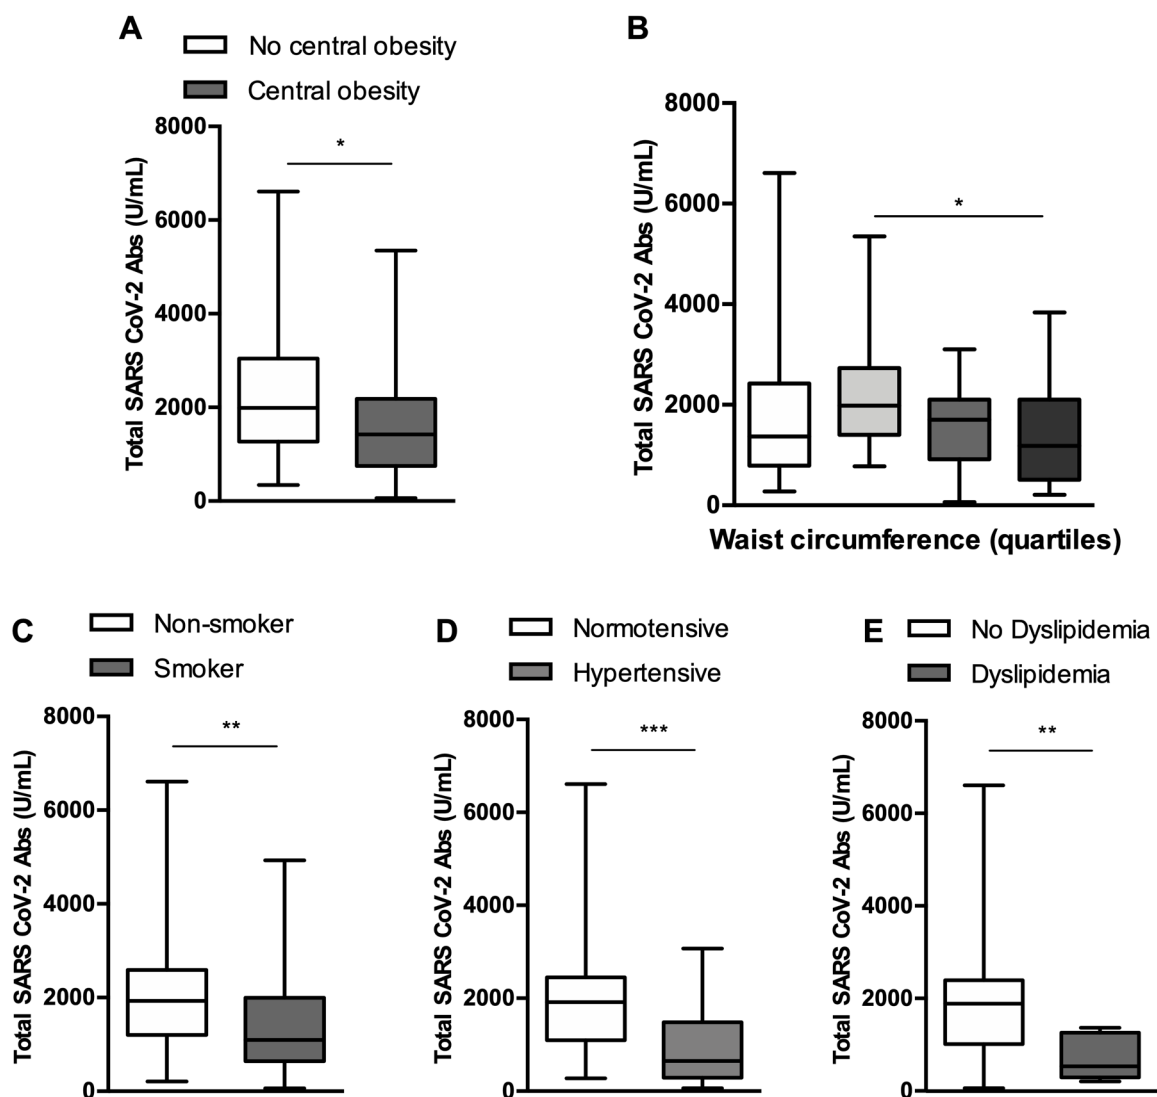 A
No central obesity
Central obesity
Total SARS CoV-2 Abs (U/mL)
8000
6000
4000
2000
0
*
B
Total SARS CoV-2 Abs (U/mL)
8000
6000
4000
2000
0
*
Waist circumference (quartiles)
C
Non-smoker
Smoker
Total SARS CoV-2 Abs (U/mL)
8000
6000
4000
2000
0
**
D
Normotensive
Hypertensive
Total SARS CoV-2 Abs (U/mL)
8000
6000
4000
2000
0
***
E
No Dyslipidemia
Dyslipidemia
Total SARS CoV-2 Abs (U/mL)
8000
6000
4000
2000
0
**